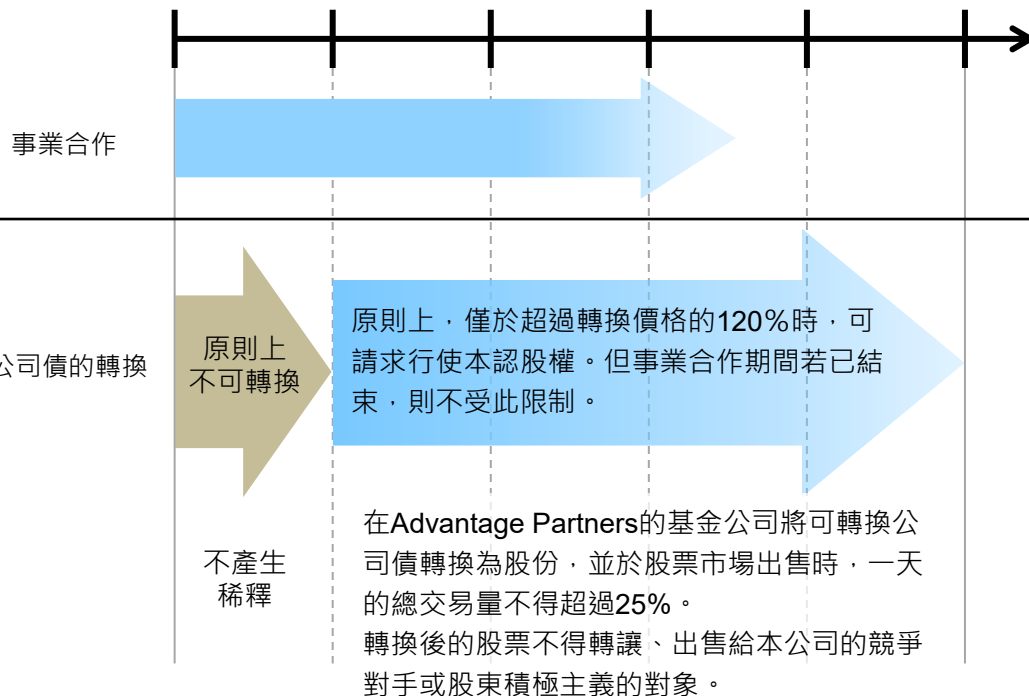 事業合作
原則上，僅於超過轉換價格的120%時，可
請求行使本認股權。但事業合作期間若已結
束，則不受此限制。
公司債的轉換
原則上
不可轉換
不產生
稀釋
在Advantage Partners的基金公司將可轉換公
司債轉換為股份，並於股票市場出售時，一天
的總交易量不得超過25%。
轉換後的股票不得轉讓、出售給本公司的競爭
對手或股東積極主義的對象。